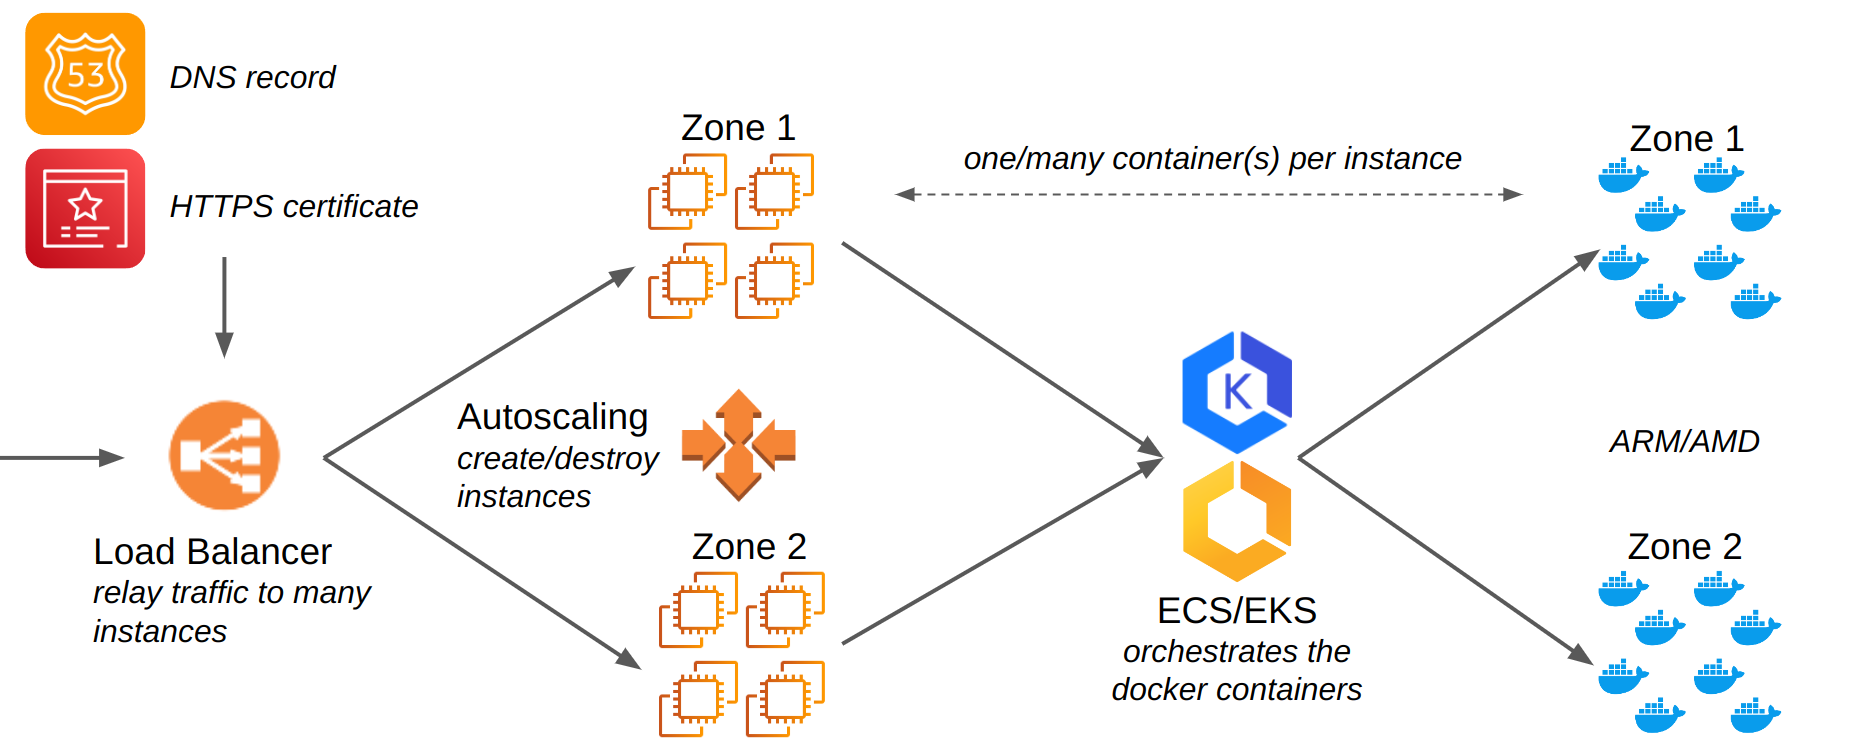 53
DNS record
HTTPS certificate
Load Balancer
relay traffic to many
instances
Zone 1
Autoscaling
create/destroy
instances
Zone 2
one/many container(s) per instance
K
ECS/EKS
orchestrates the
docker containers
Zone 1
ARM/AMD
Zone 2